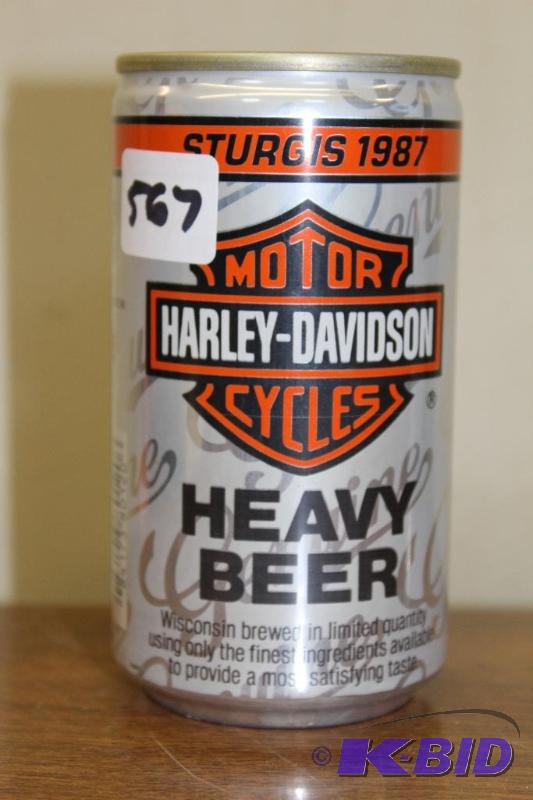 STURGIS 1987
567
MOTOR
HARLEY-DAVIDSON
CYCLES
®
HEAVY
BEER
Wisconsin brewed in limited quantity
using only the finest ingredients available
to provide a most satisfying taste
© K-BID